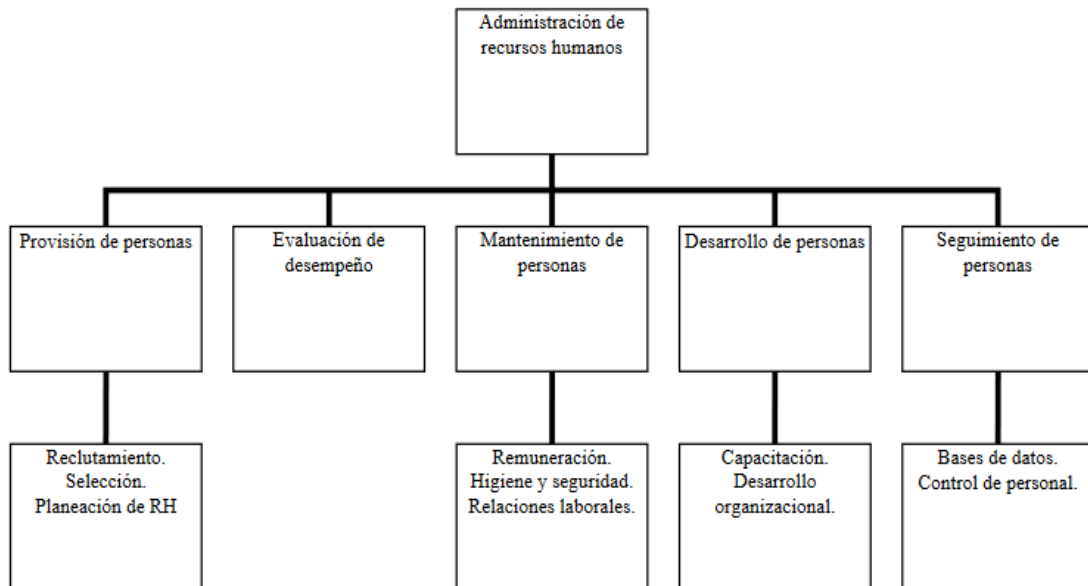 Administración de
recursos humanos
Provisión de personas
Evaluación de
desempeño
Mantenimiento de
personas
Desarrollo de personas
Seguimiento de
personas
Reclutamiento.
Selección.
Planeación de RH
Remuneración.
Higiene y seguridad.
Relaciones laborales.
Capacitación.
Desarrollo
organizacional.
Bases de datos.
Control de personal.